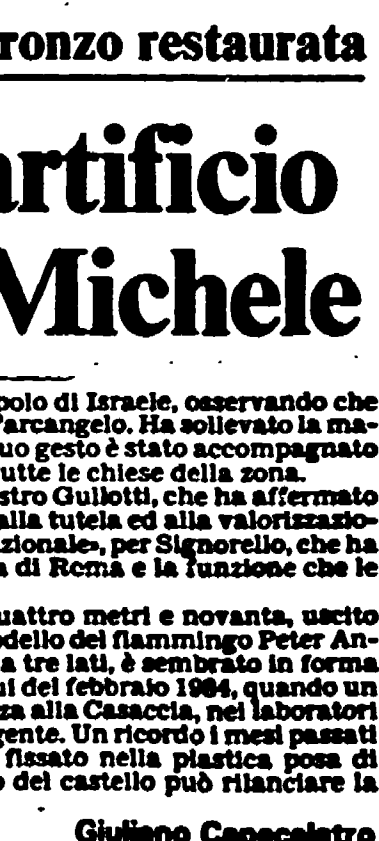 ronzo restaurata
artificio
Michele
polo di Israele, osservando che
l'arcangelo. Ha sollevato la ma-
suo gesto è stato accompagnato
tutte le chiese della zona.
stro Gullotti, che ha affermato
alla tutela ed alla valorizzazio-
zionale», per Signorello, che ha
a di Roma e la funzione che le
uattro metri e novanta, uscito
odello del fiammingo Peter An-
a tre lati, è sembrato in forma
ni del febbraio 1984, quando un
za alla Casaccia, nei laboratori
gente. Un ricordo i mesi passati
fissato nella plastica posa di
o del castello può rilanciare la
Giuliano Capecelatro